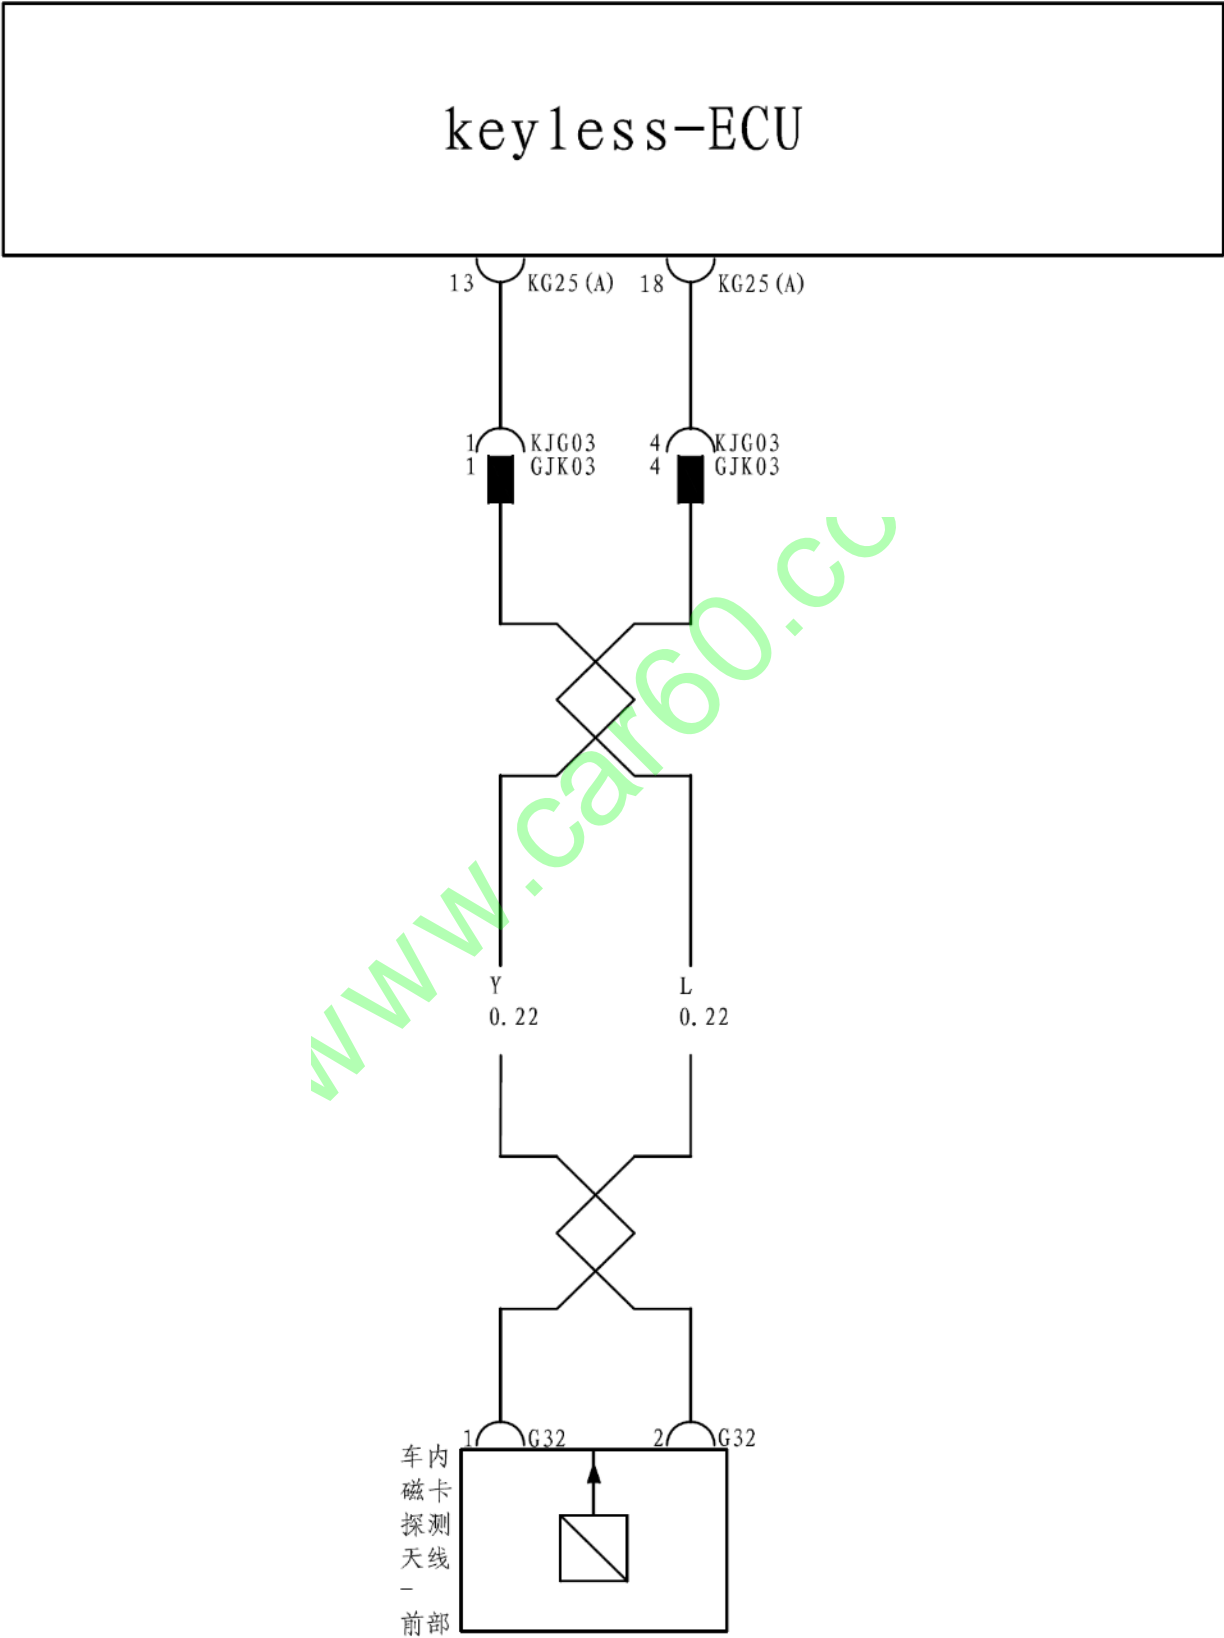 keyless-ECU
13 KG25(A) 18 KG25(A)
1 KJG03 4 KJG03
1 GJK03 4 GJK03
www.car60.co
Y L
0.22 0.22
1 G32 2 G32
车内
磁卡
探测
天线
-
前部